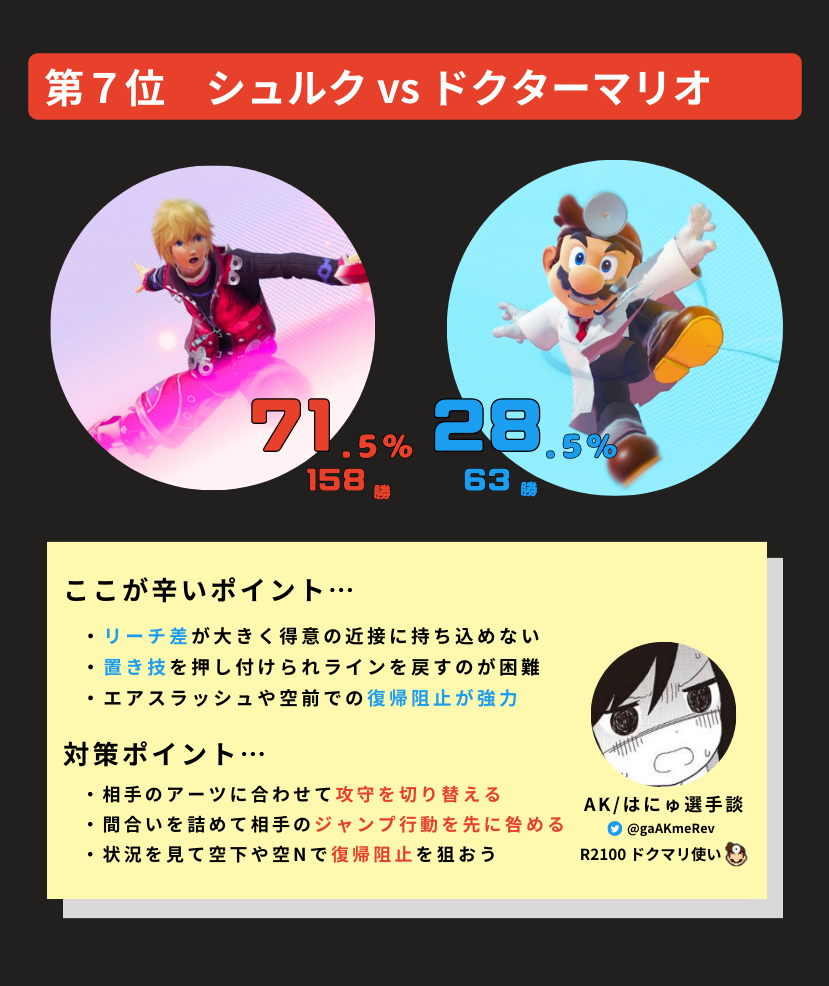 第７位　シュルク vs ドクターマリオ
71.5% 28.5%
158勝 63勝
ここが辛いポイント…
・リーチ差が大きく得意の近接に持ち込めない
・置き技を押し付けられラインを戻すのが困難
・エアスラッシュや空前での復帰阻止が強力
対策ポイント…
・相手のアーツに合わせて攻守を切り替える
・間合いを詰めて相手のジャンプ行動を先に咎める
・状況を見て空下や空Nで復帰阻止を狙おう
AK/はにゅ選手談
@gaAKmeRev
R2100 ドクマリ使い